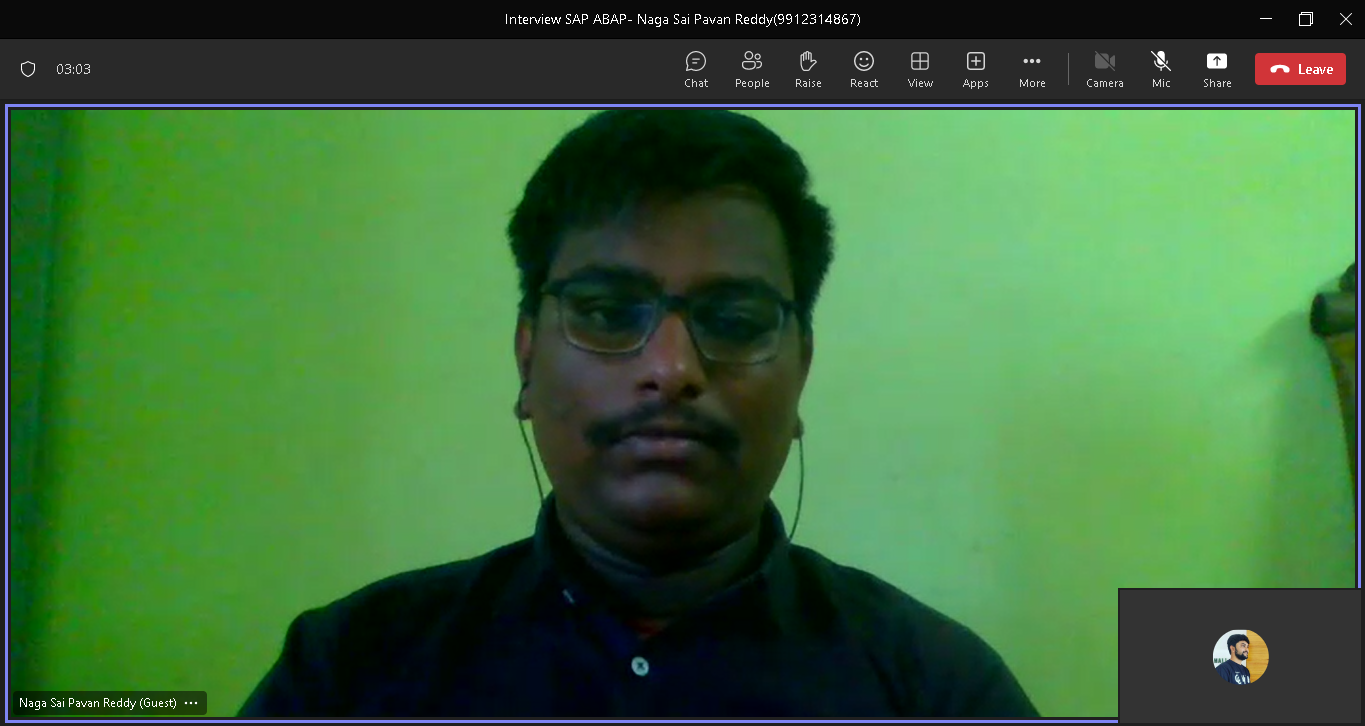 Interview SAP ABAP- Naga Sai Pavan Reddy(9912314867)
03:03
Chat
People
Raise
React
View
Apps
More
Camera
Mic
Share
Leave
Naga Sai Pavan Reddy (Guest)